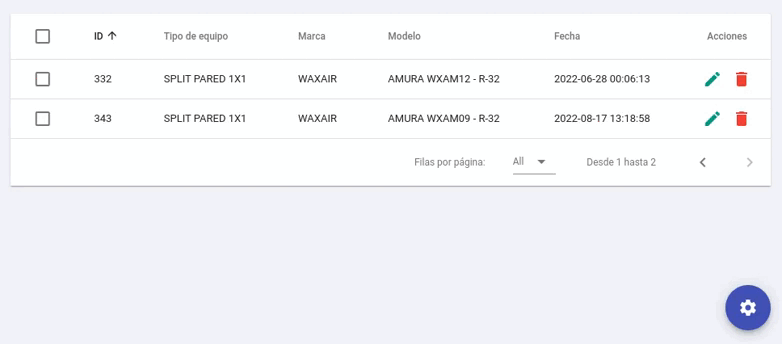 ID Tipo de equipo Marca Modelo Fecha Acciones
332 SPLIT PARED 1X1 WAXAIR AMURA WXAM12 - R-32 2022-06-28 00:06:13
343 SPLIT PARED 1X1 WAXAIR AMURA WXAM09 - R-32 2022-08-17 13:18:58
Filas por página: All Desde 1 hasta 2